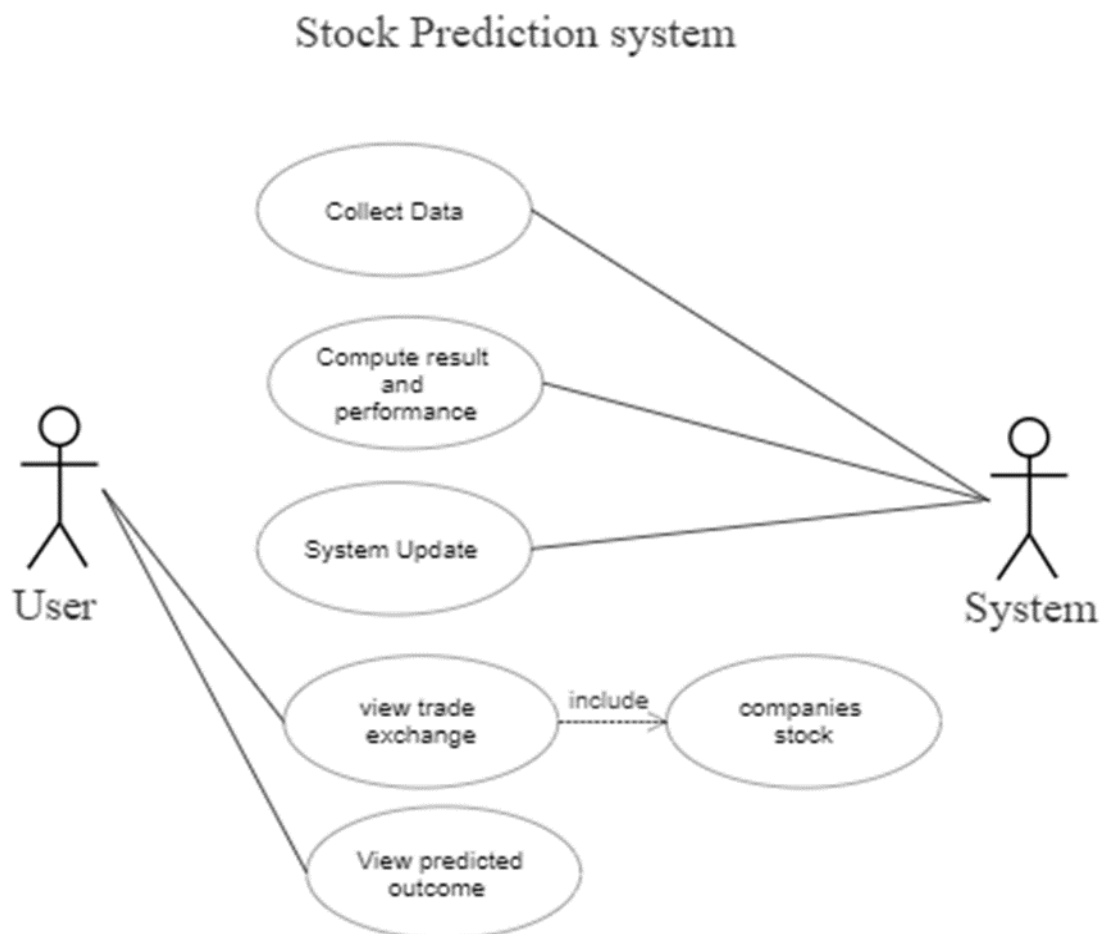 Stock Prediction system
Collect Data
Compute result
and
performance
System Update
User
System
view trade
exchange
include
companies
stock
View predicted
outcome